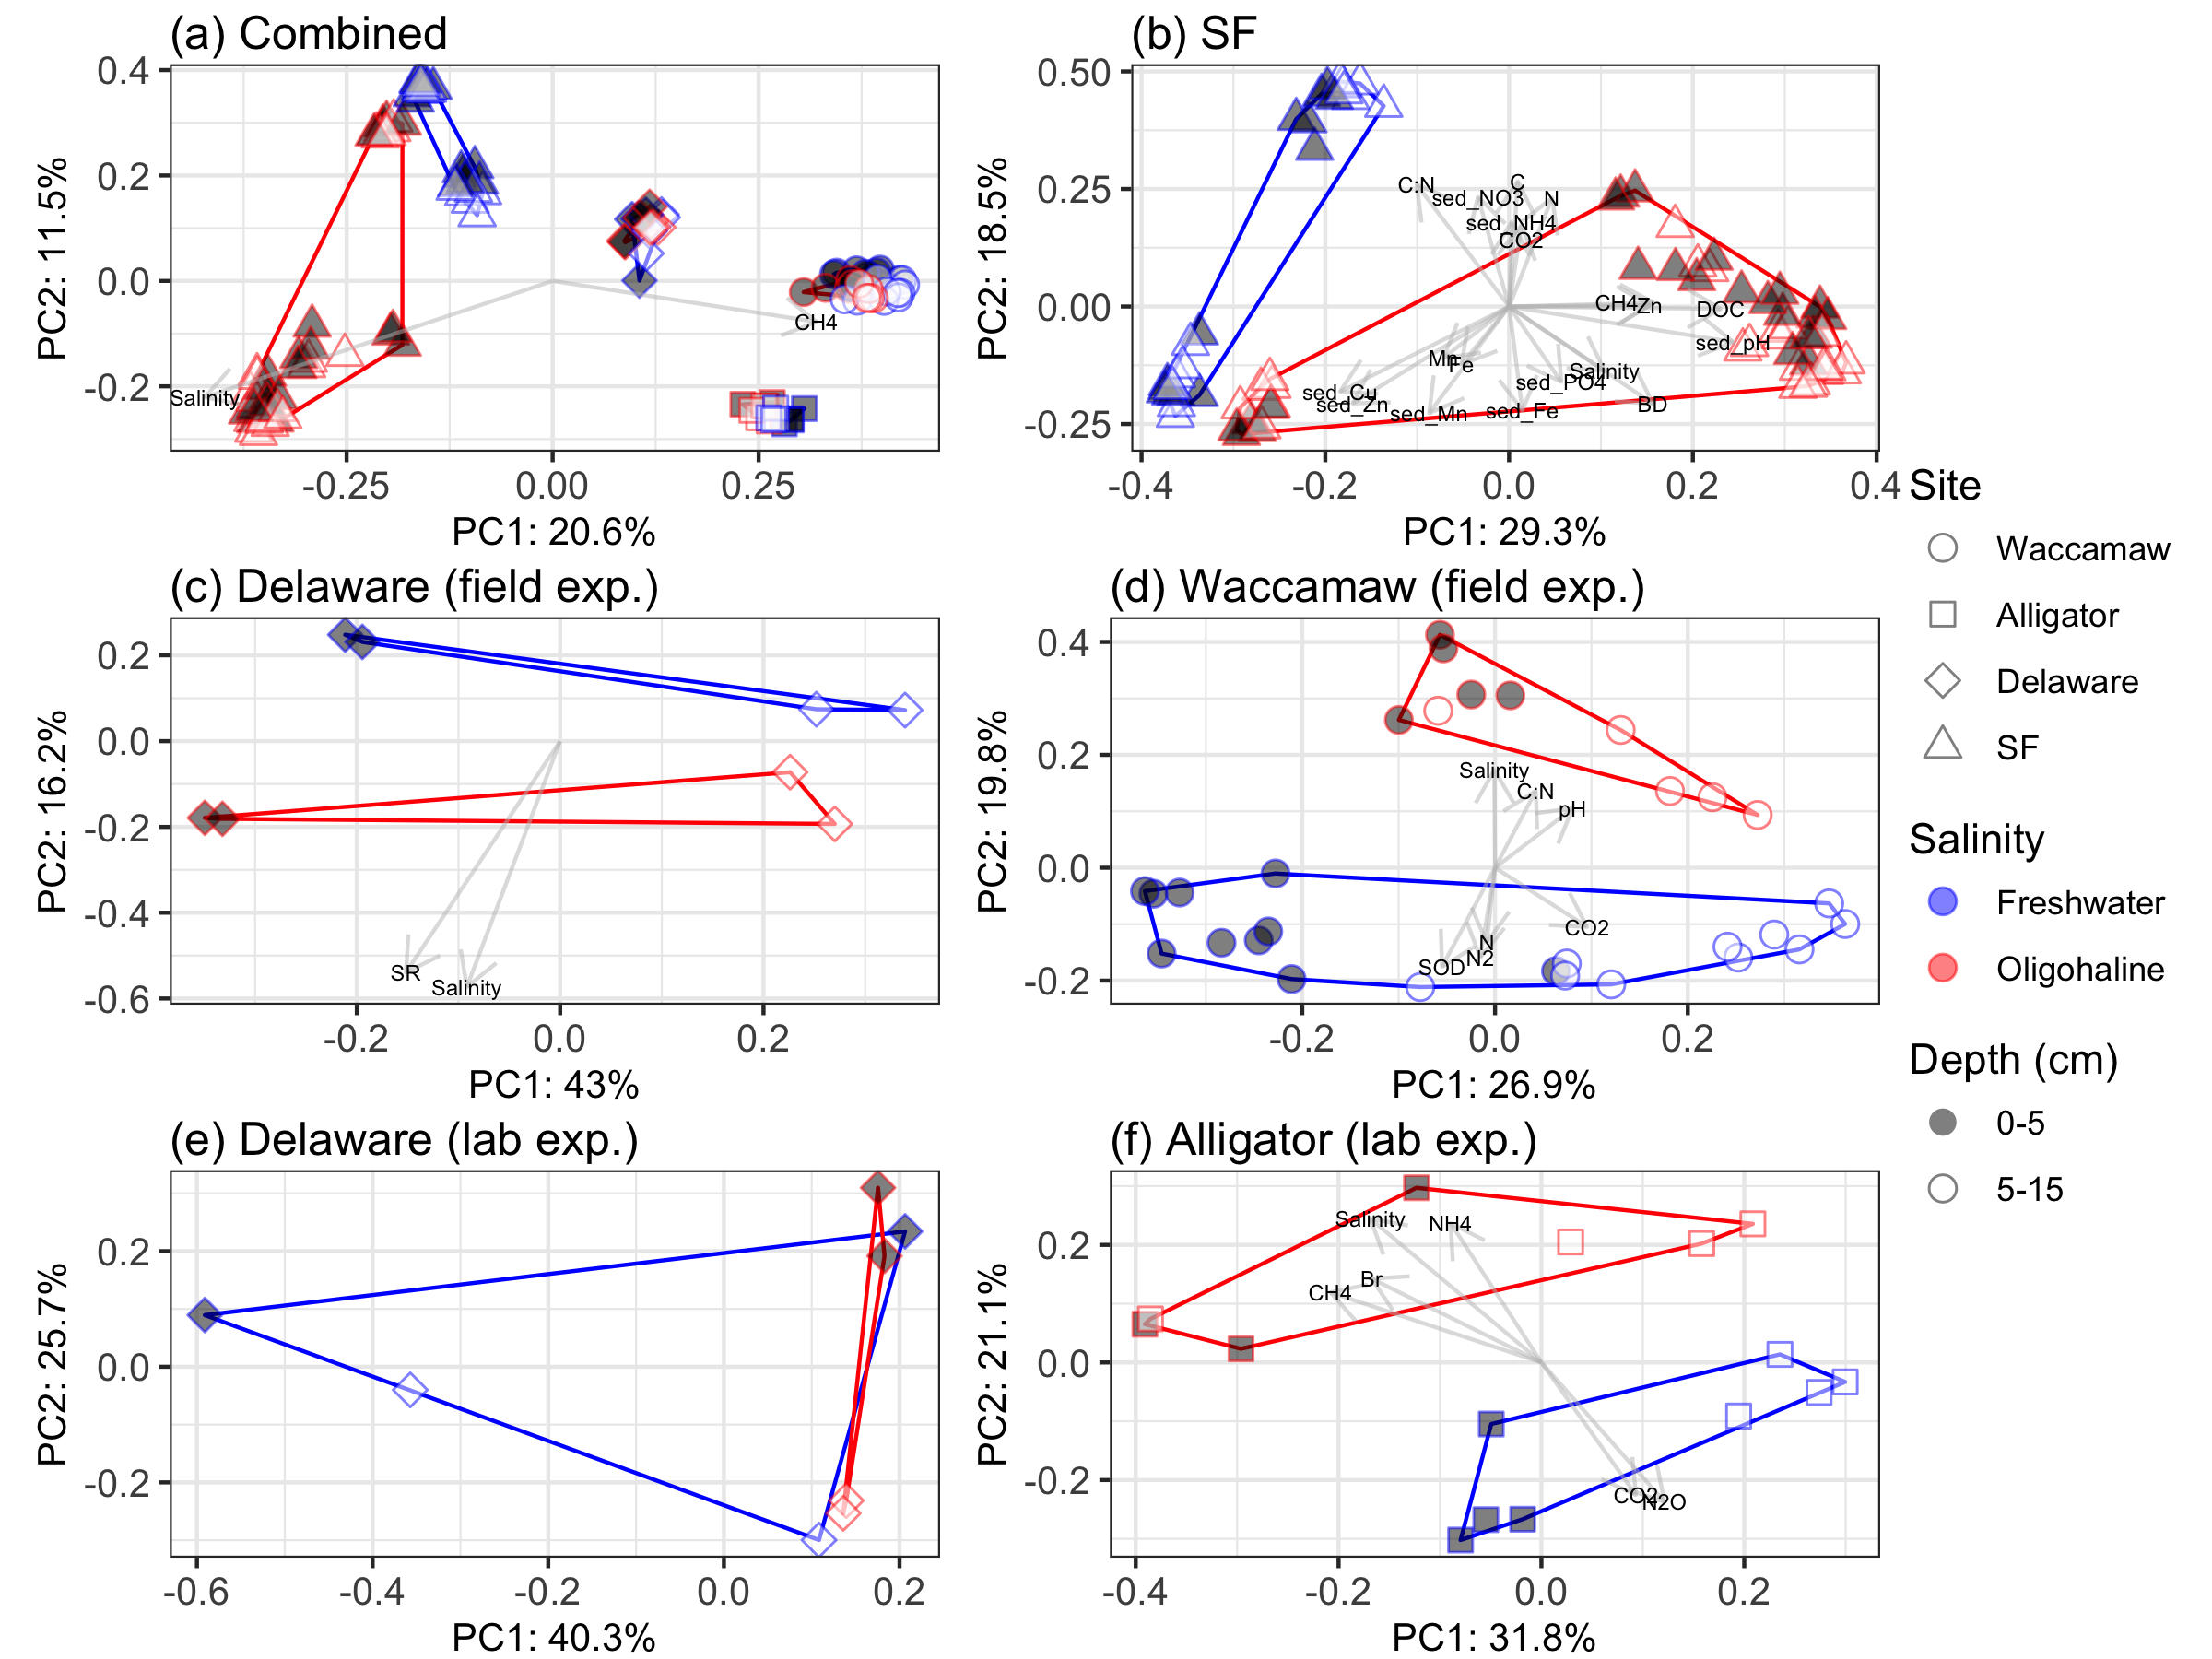 (a) Combined
0.4
0.2
0.0
-0.2
PC2: 11.5%
CH4
Salinity
-0.25
0.00
0.25
PC1: 20.6%
(b) SF
0.50
0.25
0.00
-0.25
PC2: 18.5%
C:N
C
sed_NO3
N
sed_NH4
CO2
CH4
Zn
DOC
sed_pH
Mn
Fe
Salinity
sed_PO4
sed_Cu
sed_Zn
sed_Mn
sed_Fe
BD
-0.4
-0.2
0.0
0.2
0.4
PC1: 29.3%
(c) Delaware (field exp.)
0.2
0.0
-0.2
-0.4
-0.6
PC2: 16.2%
SR
Salinity
-0.2
0.0
0.2
PC1: 43%
(d) Waccamaw (field exp.)
0.4
0.2
0.0
-0.2
PC2: 19.8%
Salinity
C:N
pH
CO2
N
N2
SOD
-0.2
0.0
0.2
PC1: 26.9%
(e) Delaware (lab exp.)
0.2
0.0
-0.2
PC2: 25.7%
-0.6
-0.4
-0.2
0.0
0.2
PC1: 40.3%
(f) Alligator (lab exp.)
0.2
0.0
-0.2
PC2: 21.1%
Salinity
NH4
Br
CH4
CO2
N2O
-0.4
-0.2
0.0
0.2
PC1: 31.8%
Site
Waccamaw
Alligator
Delaware
SF
Salinity
Freshwater
Oligohaline
Depth (cm)
0-5
5-15